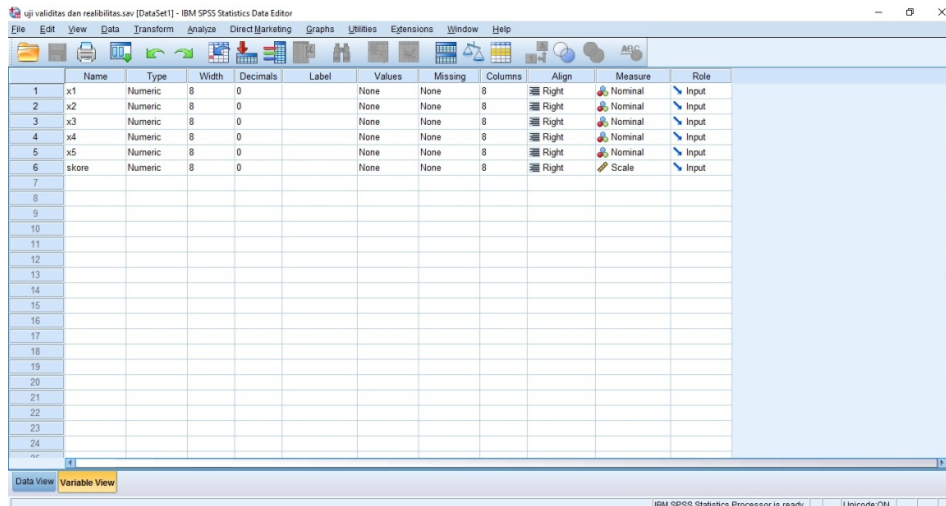 uji validitas dan realibilitas.sav [DataSet1] - IBM SPSS Statistics Data Editor
File Edit View Data Transform Analyze Direct Marketing Graphs Utilities Extensions Window Help
Name Type Width Decimals Label Values Missing Columns Align Measure Role
1 x1 Numeric 8 0 None None 8 Right Nominal Input
2 x2 Numeric 8 0 None None 8 Right Nominal Input
3 x3 Numeric 8 0 None None 8 Right Nominal Input
4 x4 Numeric 8 0 None None 8 Right Nominal Input
5 x5 Numeric 8 0 None None 8 Right Nominal Input
6 skore Numeric 8 0 None None 8 Right Scale Input
7
8
9
10
11
12
13
14
15
16
17
18
19
20
21
22
23
24
Data View Variable View
IBM SPSS Statistics Processor is ready Unicode:ON